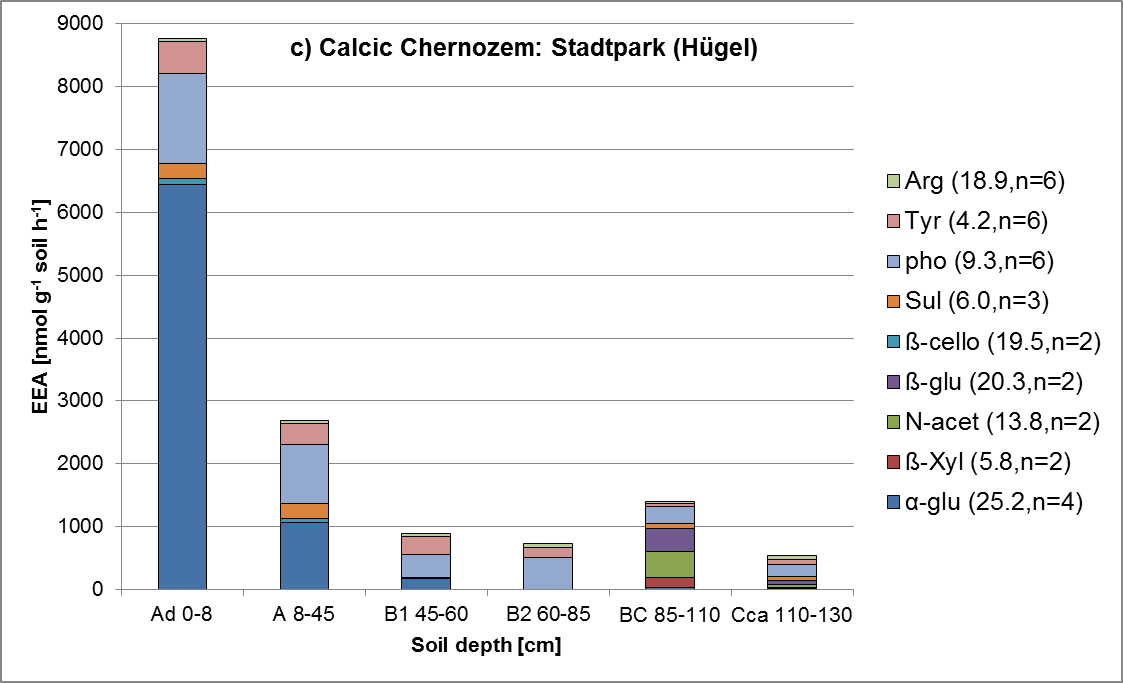 c) Calcic Chernozem: Stadtpark (Hügel)
9000
8000
7000
6000
5000
4000
3000
2000
1000
0
EEA [nmol g⁻¹ soil h⁻¹]
Ad 0-8
A 8-45
B1 45-60
B2 60-85
BC 85-110
Cca 110-130
Soil depth [cm]
Arg (18.9,n=6)
Tyr (4.2,n=6)
pho (9.3,n=6)
Sul (6.0,n=3)
ß-cello (19.5,n=2)
ß-glu (20.3,n=2)
N-acet (13.8,n=2)
ß-Xyl (5.8,n=2)
α-glu (25.2,n=4)